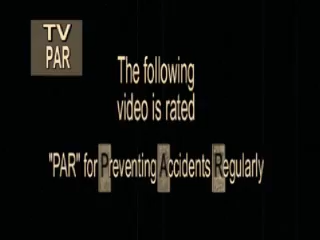 TV
PAR
The following
video is rated
"PAR" for Preventing Accidents Regularly